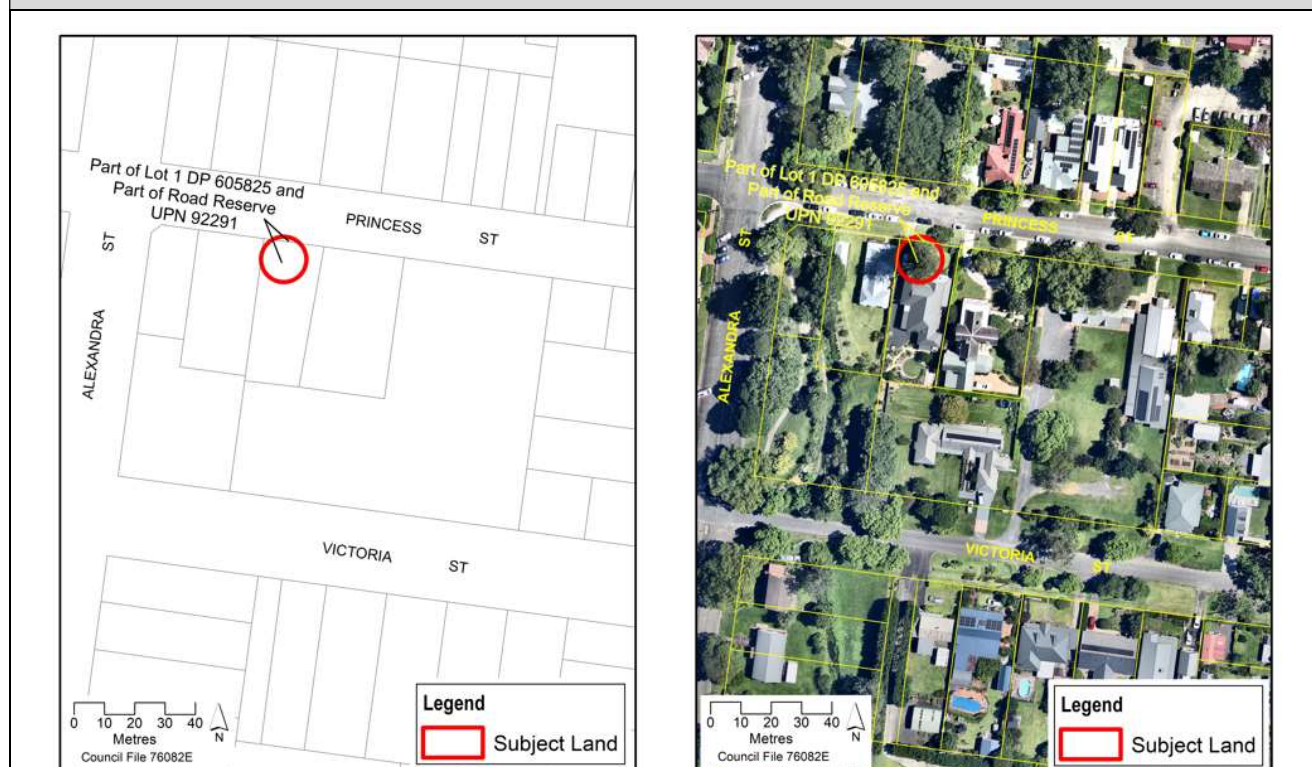 Part of Lot 1 DP 605825 and
Part of Road Reserve
UPN 92291
PRINCESS ST
ALEXANDRA ST
VICTORIA ST
0 10 20 30 40
Metres
N
Council File 76082E
Legend
Subject Land
Part of Lot 1 DP 605825 and
Part of Road Reserve
UPN 92291
PRINCESS ST
ALEXANDRA ST
VICTORIA ST
0 10 20 30 40
Metres
N
Council File 76082E
Legend
Subject Land